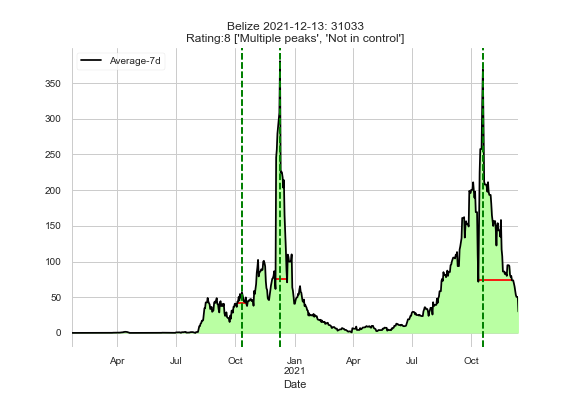 Belize 2021-12-13: 31033
Rating:8 ['Multiple peaks', 'Not in control']
Average-7d
350
300
250
200
150
100
50
0
Apr
Jul
Oct
Jan
2021
Apr
Jul
Oct
Date